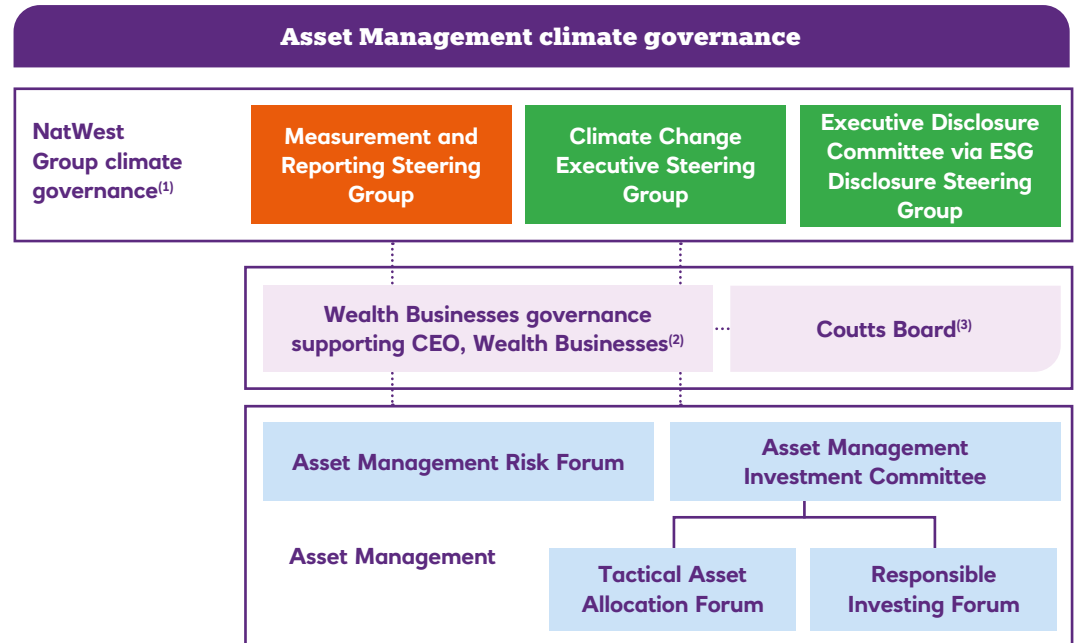 Asset Management climate governance
NatWest
Group climate
governance(1)
Measurement and
Reporting Steering
Group
Climate Change
Executive Steering
Group
Executive Disclosure
Committee via ESG
Disclosure Steering
Group
Wealth Businesses governance
supporting CEO, Wealth Businesses(2)
Coutts Board(3)
Asset Management Risk Forum
Asset Management
Investment Committee
Asset Management
Tactical Asset
Allocation Forum
Responsible
Investing Forum